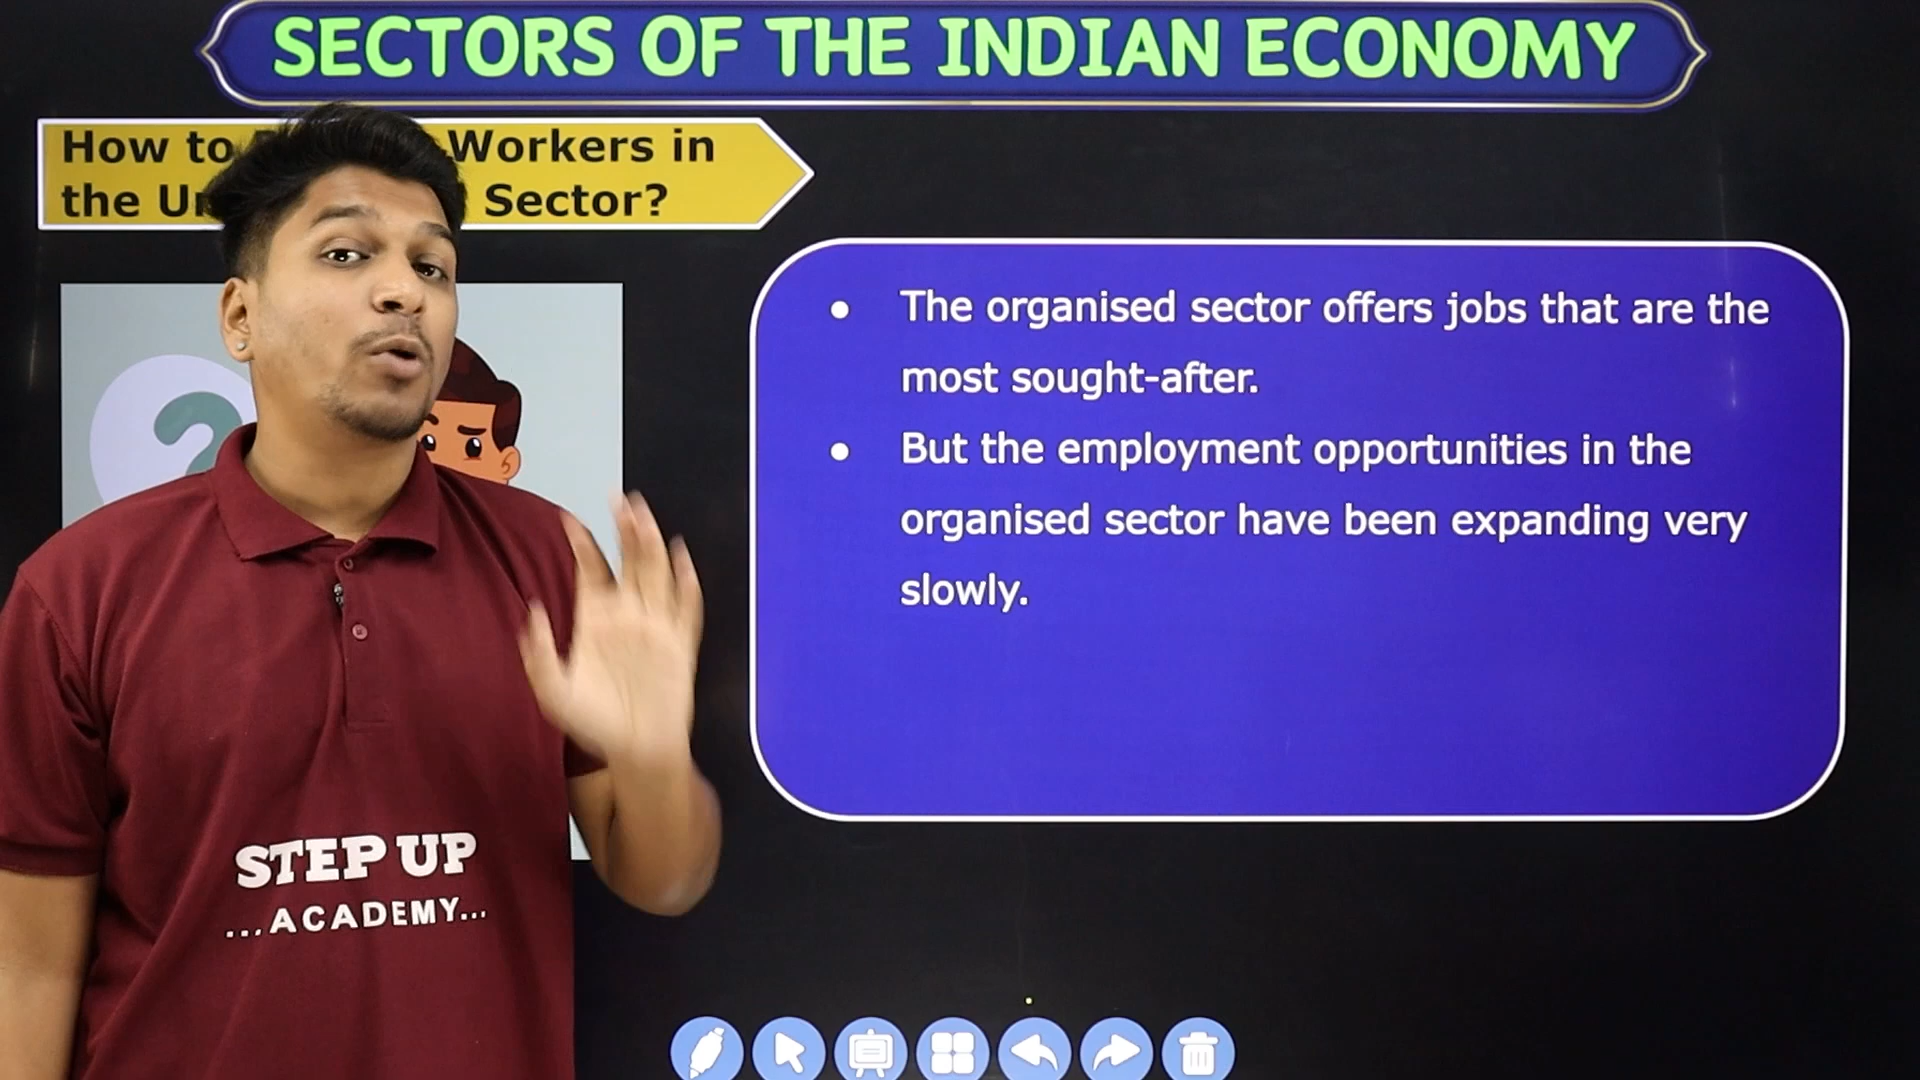 SECTORS OF THE INDIAN ECONOMY
How to Workers in
the Sector?
The organised sector offers jobs that are the
most sought-after.
But the employment opportunities in the
organised sector have been expanding very
slowly.
?
STEP UP
...ACADEMY...